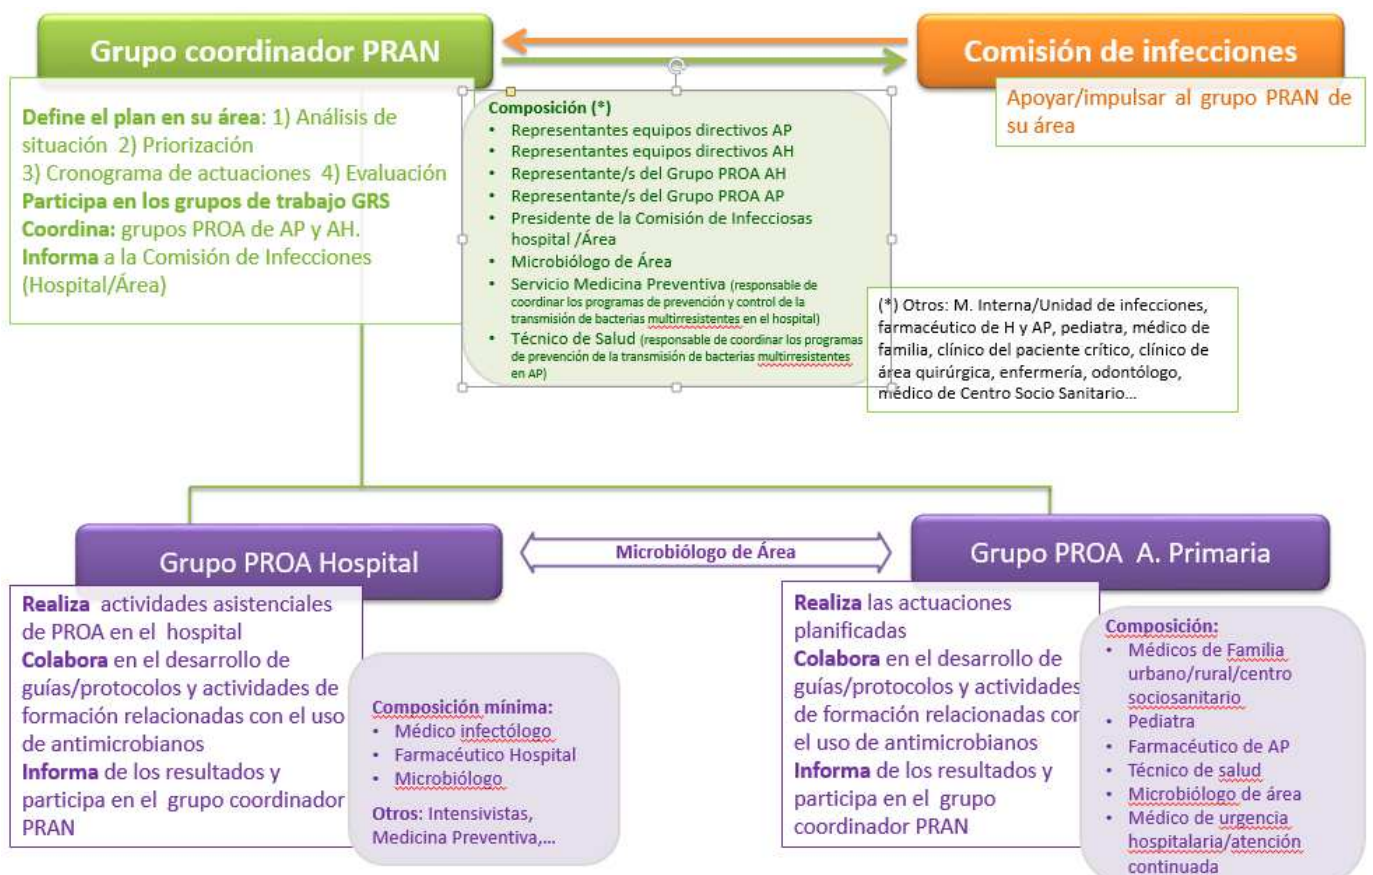 Grupo coordinador PRAN
Comisión de infecciones
Define el plan en su área: 1) Análisis de
situación 2) Priorización
3) Cronograma de actuaciones 4) Evaluación
Participa en los grupos de trabajo GRS
Coordina: grupos PROA de AP y AH.
Informa a la Comisión de Infecciones
(Hospital/Área)
Composición (*)
• Representantes equipos directivos AP
• Representantes equipos directivos AH
• Representante/s del Grupo PROA AH
• Representante/s del Grupo PROA AP
• Presidente de la Comisión de Infecciosas
hospital /Área
• Microbiólogo de Área
• Servicio Medicina Preventiva (responsable de
coordinar los programas de prevención y control de la
transmisión de bacterias multirresistentes en el hospital)
• Técnico de Salud (responsable de coordinar los programas
de prevención de la transmisión de bacterias multirresistentes
en AP)
Apoyar/impulsar al grupo PRAN de
su área
(*) Otros: M. Interna/Unidad de infecciones,
farmacéutico de H y AP, pediatra, médico de
familia, clínico del paciente crítico, clínico de
área quirúrgica, enfermería, odontólogo,
médico de Centro Socio Sanitario...
Grupo PROA Hospital
Microbiólogo de Área
Grupo PROA A. Primaria
Realiza actividades asistenciales
de PROA en el hospital
Colabora en el desarrollo de
guías/protocolos y actividades de
formación relacionadas con el uso
de antimicrobianos
Informa de los resultados y
participa en el grupo coordinador
PRAN
Composición mínima:
• Médico infectólogo
• Farmacéutico Hospital
• Microbiólogo
Otros: Intensivistas,
Medicina Preventiva,...
Realiza las actuaciones
planificadas
Colabora en el desarrollo de
guías/protocolos y actividades
de formación relacionadas con
el uso de antimicrobianos
Informa de los resultados y
participa en el grupo
coordinador PRAN
Composición:
• Médicos de Familia
urbano/rural/centro
sociosanitario
• Pediatra
• Farmacéutico de AP
• Técnico de salud
• Microbiólogo de área
• Médico de urgencia
hospitalaria/atención
continuada